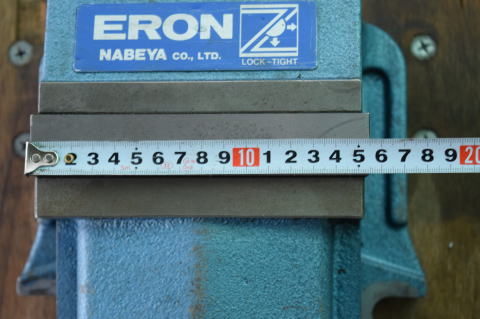 ERON
NABEYA CO., LTD.
LOCK-TIGHT
2 3 4 5 6 7 8 9 10 1 2 3 4 5 6 7 8 9 20